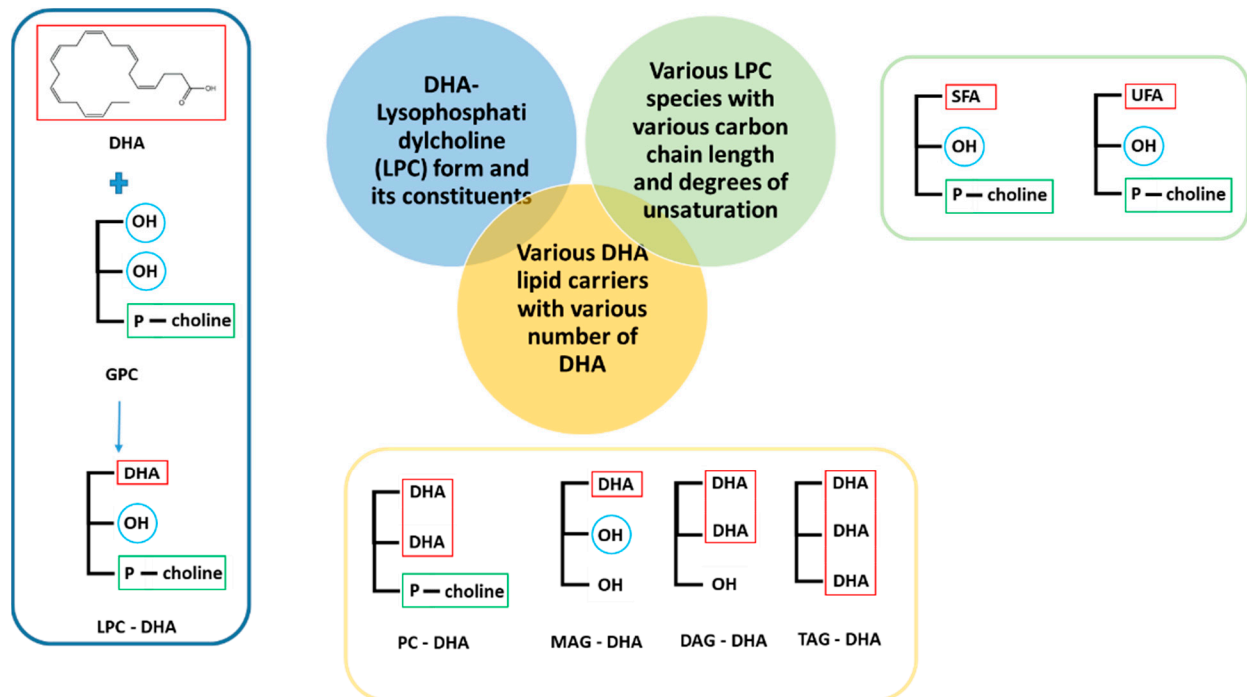 OH
O
DHA
OH
OH
P – choline
GPC
DHA
OH
P – choline
LPC - DHA
DHA-
Lysophosphati
dylcholine
(LPC) form and
its constituents
Various LPC
species with
various carbon
chain length
and degrees of
unsaturation
Various DHA
lipid carriers
with various
number of
DHA
SFA
OH
P – choline
UFA
OH
P – choline
DHA
DHA
P – choline
PC - DHA
DHA
OH
OH
MAG - DHA
DHA
DHA
OH
DAG - DHA
DHA
DHA
DHA
TAG - DHA